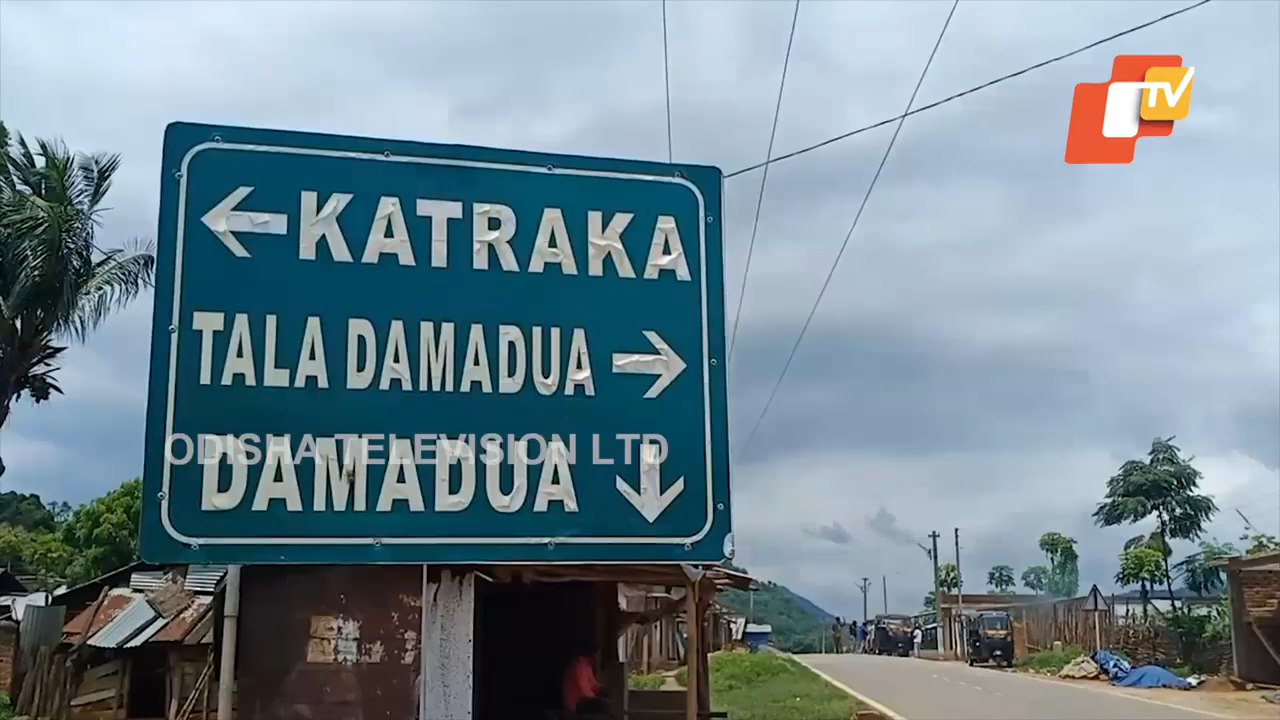 TV
← KATRAKA
TALA DAMADUA →
ODISHA TELEVISION LTD
DAMADUA ↓